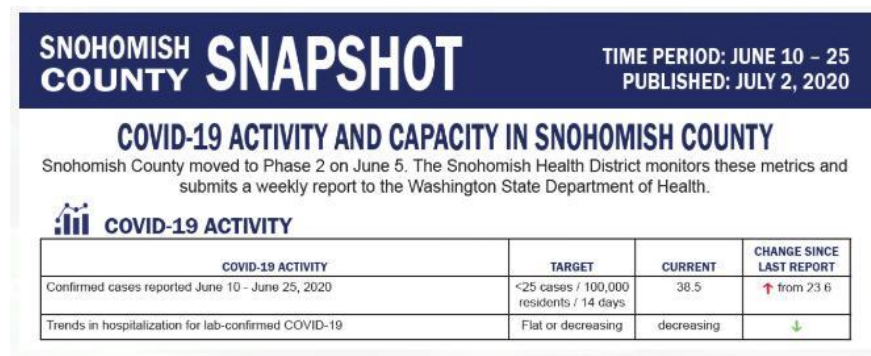 SNOHOMISH
COUNTY SNAPSHOT
TIME PERIOD: JUNE 10 – 25
PUBLISHED: JULY 2, 2020
COVID-19 ACTIVITY AND CAPACITY IN SNOHOMISH COUNTY
Snohomish County moved to Phase 2 on June 5. The Snohomish Health District monitors these metrics and
submits a weekly report to the Washington State Department of Health.
COVID-19 ACTIVITY
COVID-19 ACTIVITY TARGET CURRENT CHANGE SINCE
LAST REPORT
Confirmed cases reported June 10 - June 25, 2020 <25 cases / 100,000 38.5 ↑ from 23.6
residents / 14 days
Trends in hospitalization for lab-confirmed COVID-19 Flat or decreasing decreasing ↓